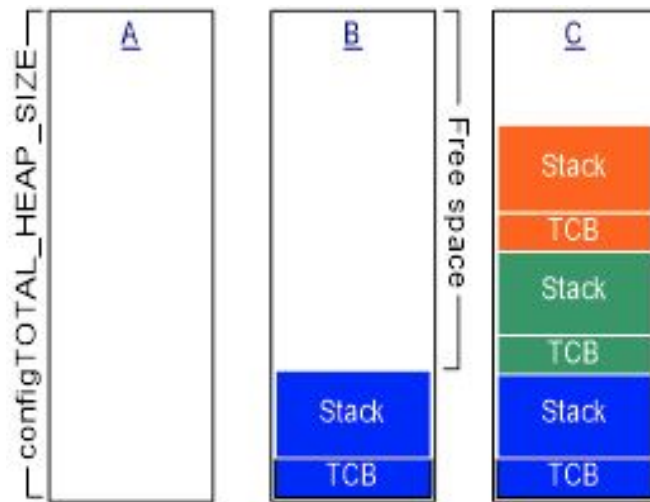 configTOTAL_HEAP_SIZE
A
B
Free space
C
Stack
TCB
Stack
TCB
Stack
TCB
Stack
TCB